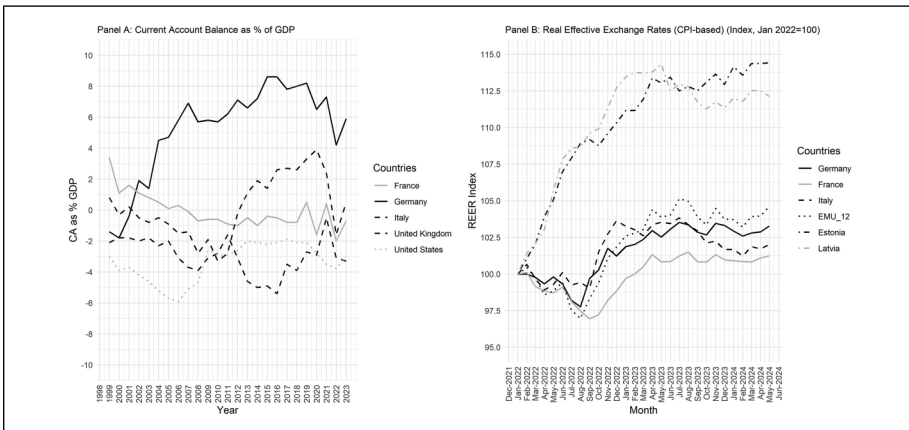 Panel A: Current Account Balance as % of GDP
CA as % GDP
10
8
6
4
2
0
-2
-4
-6
-8
-10
1998
1999
2000
2001
2002
2003
2004
2005
2006
2007
2008
2009
2010
2011
2012
2013
2014
2015
2016
2017
2018
2019
2020
2021
2022
2023
Year
Countries
France
Germany
Italy
United Kingdom
United States
Panel B: Real Effective Exchange Rates (CPI-based) (Index, Jan 2022=100)
REER Index
115.0
112.5
110.0
107.5
105.0
102.5
100.0
97.5
95.0
Dec-2021
Jan-2022
Feb-2022
Mar-2022
Apr-2022
May-2022
Jun-2022
Jul-2022
Aug-2022
Sep-2022
Oct-2022
Nov-2022
Dec-2022
Jan-2023
Feb-2023
Mar-2023
Apr-2023
May-2023
Jun-2023
Jul-2023
Aug-2023
Sep-2023
Oct-2023
Nov-2023
Dec-2023
Jan-2024
Feb-2024
Mar-2024
Apr-2024
May-2024
Jun-2024
Month
Countries
Germany
France
Italy
EMU_12
Estonia
Latvia